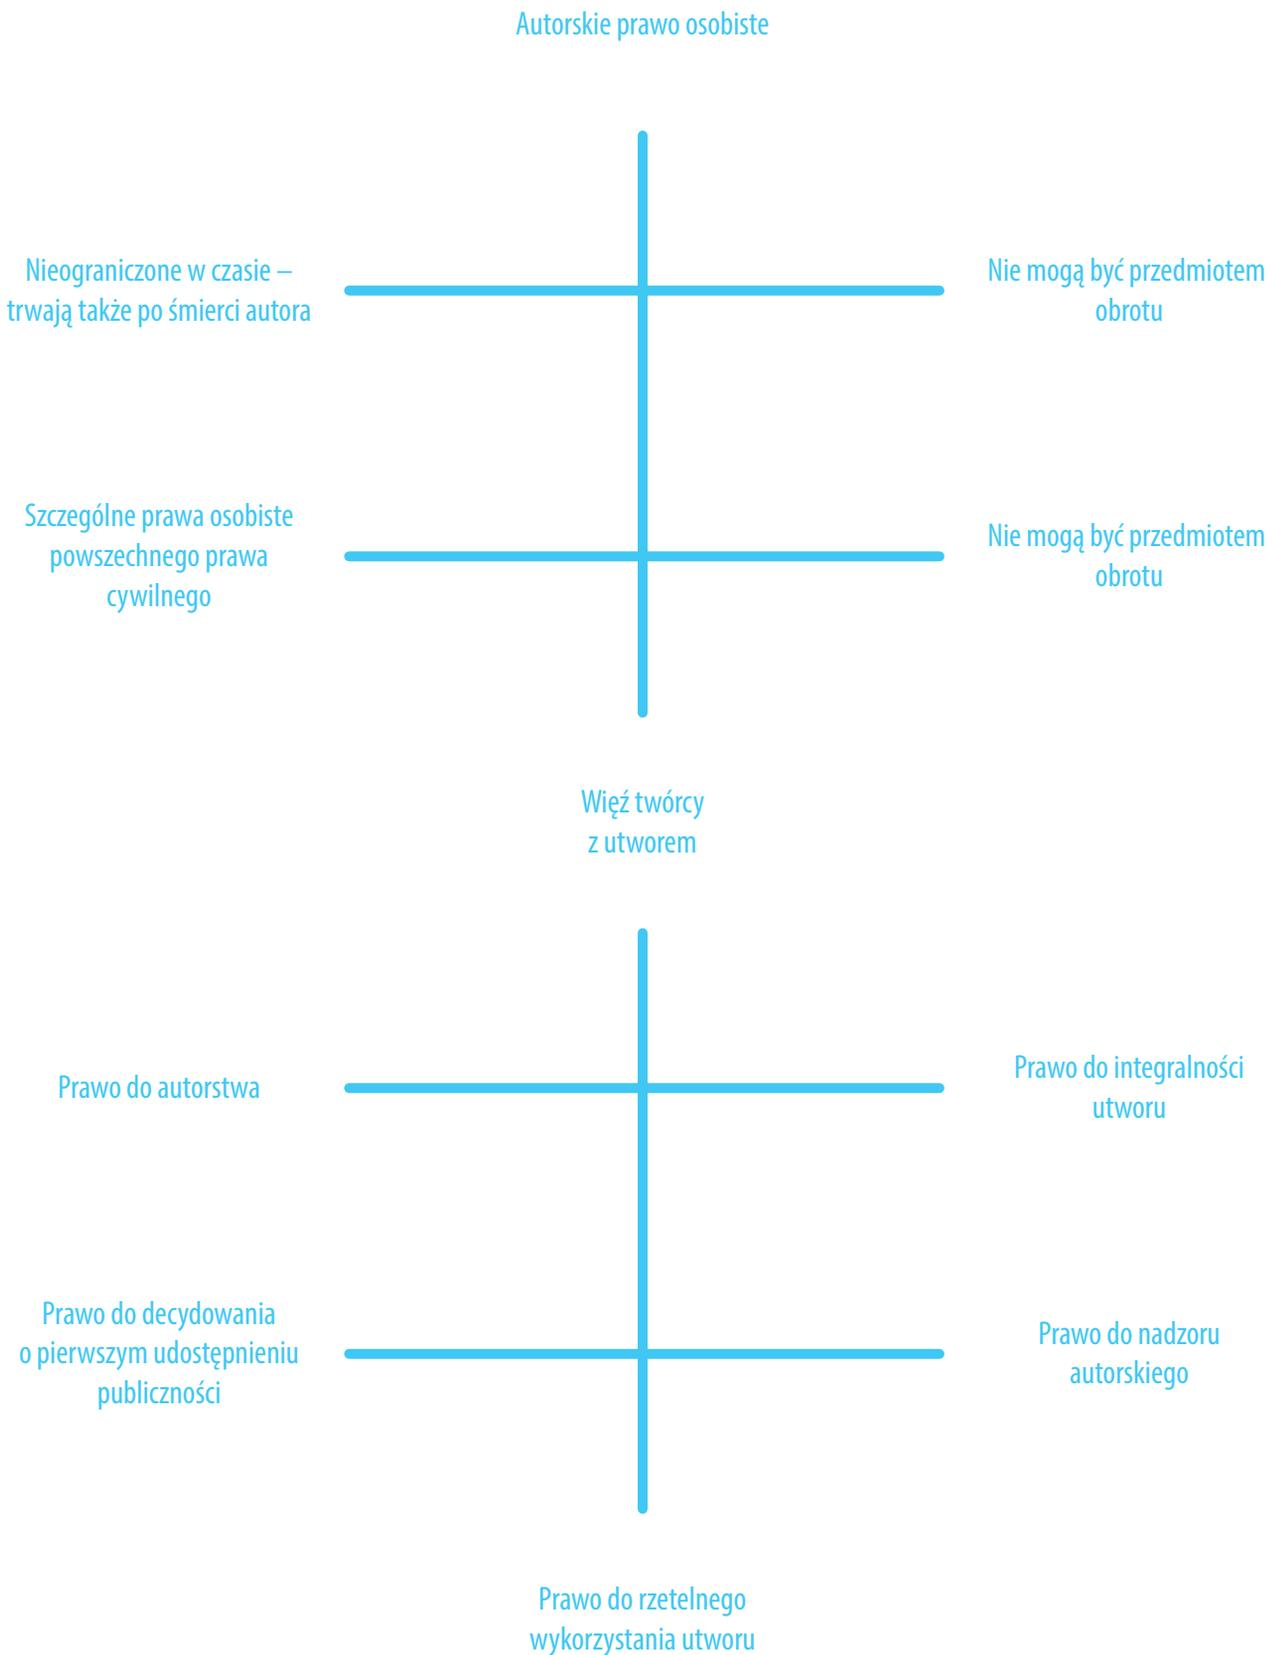 Autorskie prawo osobiste
Nieograniczone w czasie –
trwają także po śmierci autora
Nie mogą być przedmiotem
obrotu
Szczególne prawa osobiste
powszechnego prawa
cywilnego
Nie mogą być przedmiotem
obrotu
Więź twórcy
z utworem
Prawo do autorstwa
Prawo do integralności
utworu
Prawo do decydowania
o pierwszym udostępnieniu
publiczności
Prawo do nadzoru
autorskiego
Prawo do rzetelnego
wykorzystania utworu